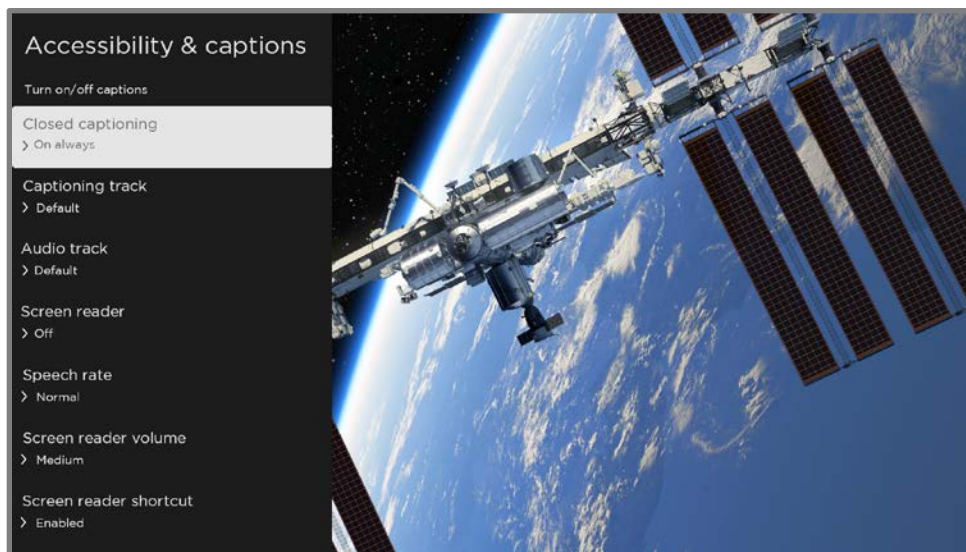 Accessibility & captions
Turn on/off captions
Closed captioning
On always
Captioning track
Default
Audio track
Default
Screen reader
Off
Speech rate
Normal
Screen reader volume
Medium
Screen reader shortcut
Enabled